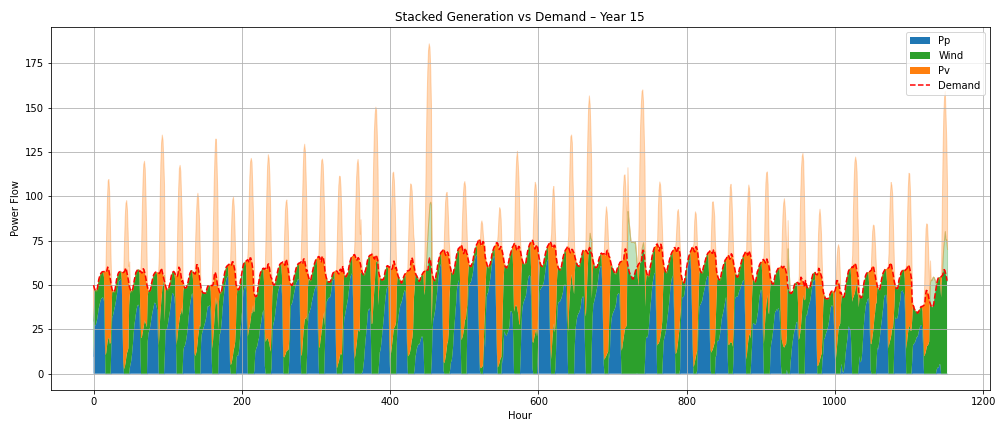 Stacked Generation vs Demand – Year 15
Pp
Wind
Pv
Demand
Power Flow
175
150
125
100
75
50
25
0
0 200 400 600 800 1000 1200
Hour